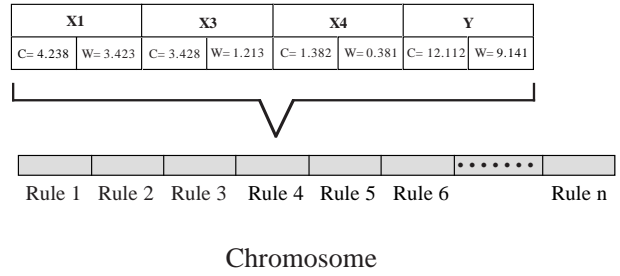 X1 X3 X4 Y
C= 4.238 W= 3.423 C= 3.428 W= 1.213 C= 1.382 W= 0.381 C= 12.112 W= 9.141
Rule 1 Rule 2 Rule 3 Rule 4 Rule 5 Rule 6 Rule n
Chromosome